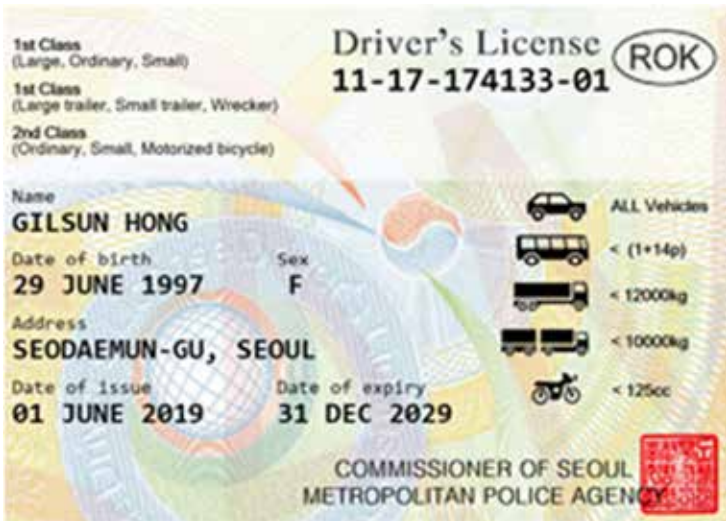 Driver's License
11-17-174133-01
ROK
1st Class
(Large, Ordinary, Small)
1st Class
(Large trailer, Small trailer, Wrecker)
2nd Class
(Ordinary, Small, Motorized bicycle)
Name
GILSUN HONG
Date of birth Sex
29 JUNE 1997 F
Address
SEODAEMUN-GU, SEOUL
Date of issue Date of expiry
01 JUNE 2019 31 DEC 2029
ALL Vehicles
< (1+14p)
< 12000kg
< 10000kg
< 125cc
COMMISSIONER OF SEOUL
METROPOLITAN POLICE AGENCY